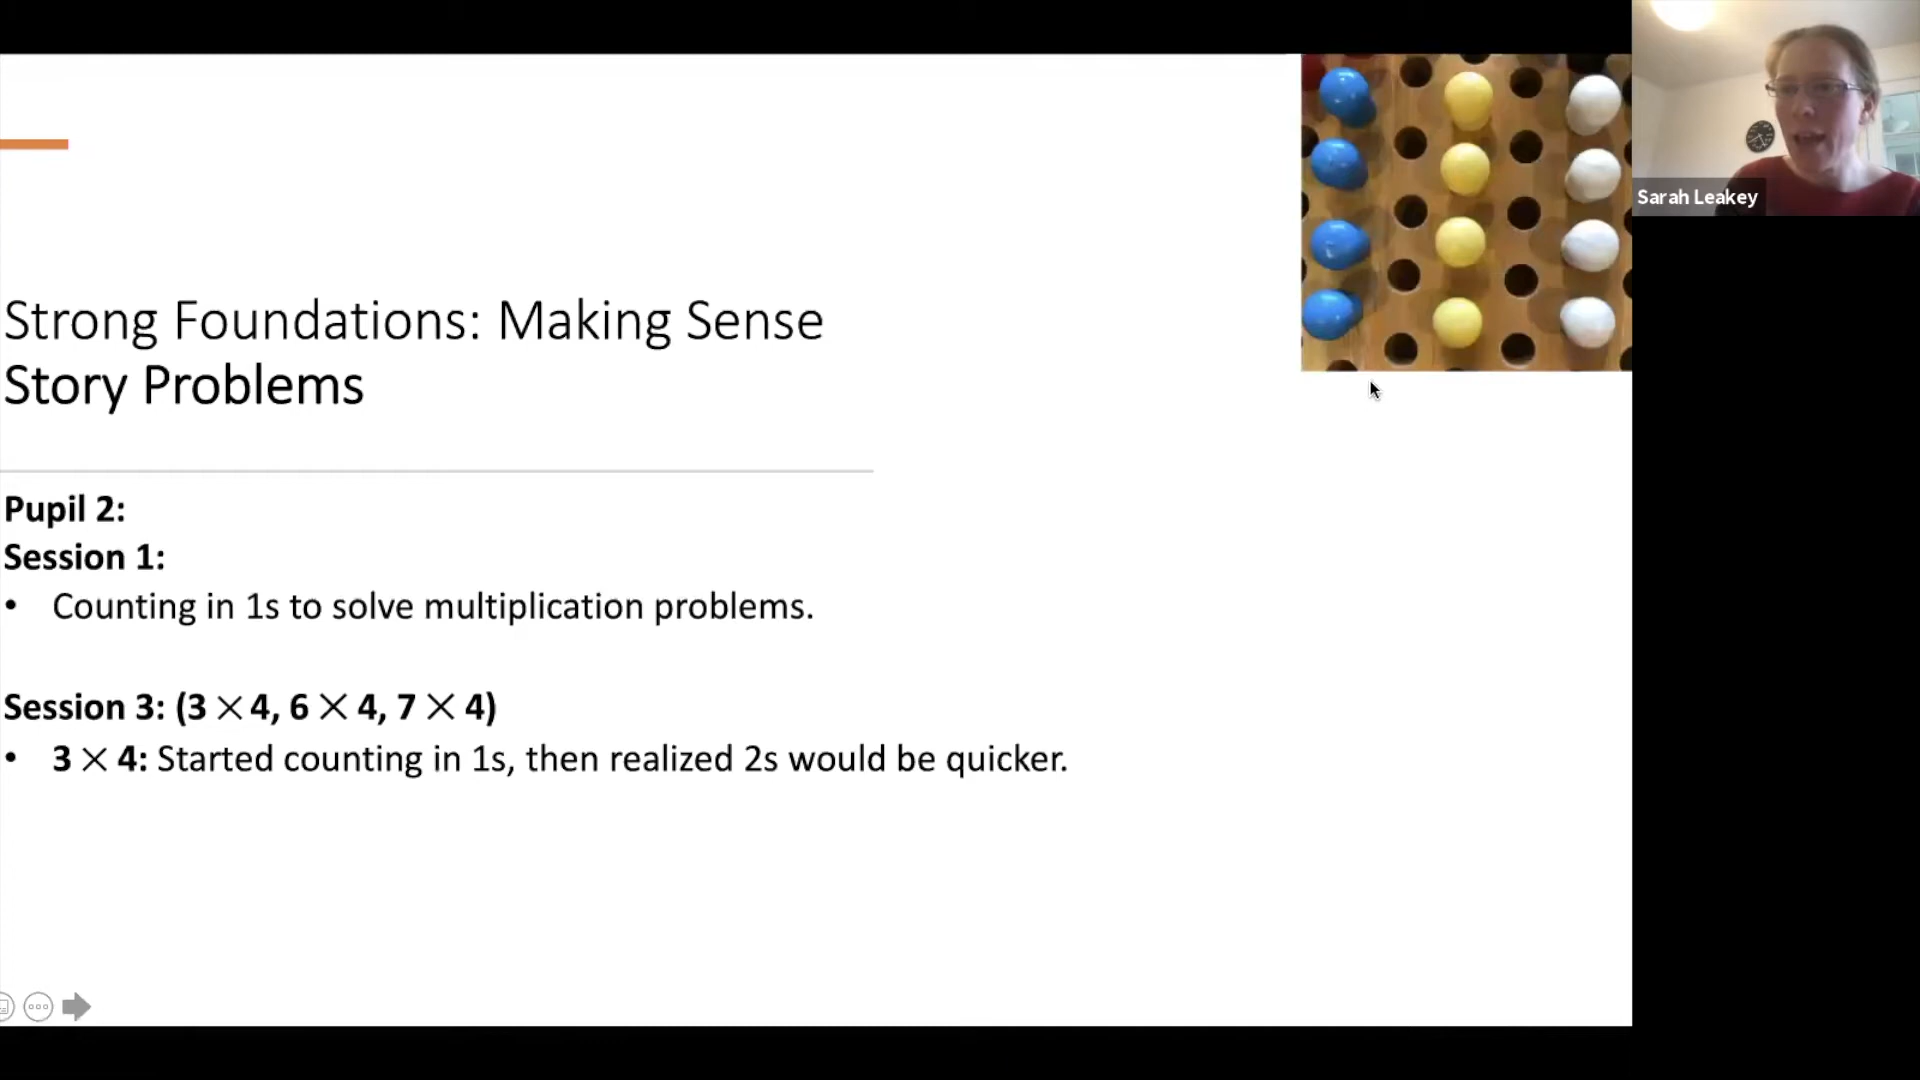 Sarah Leakey
Strong Foundations: Making Sense
Story Problems
Pupil 2:
Session 1:
• Counting in 1s to solve multiplication problems.
Session 3: (3 × 4, 6 × 4, 7 × 4)
• 3 × 4: Started counting in 1s, then realized 2s would be quicker.